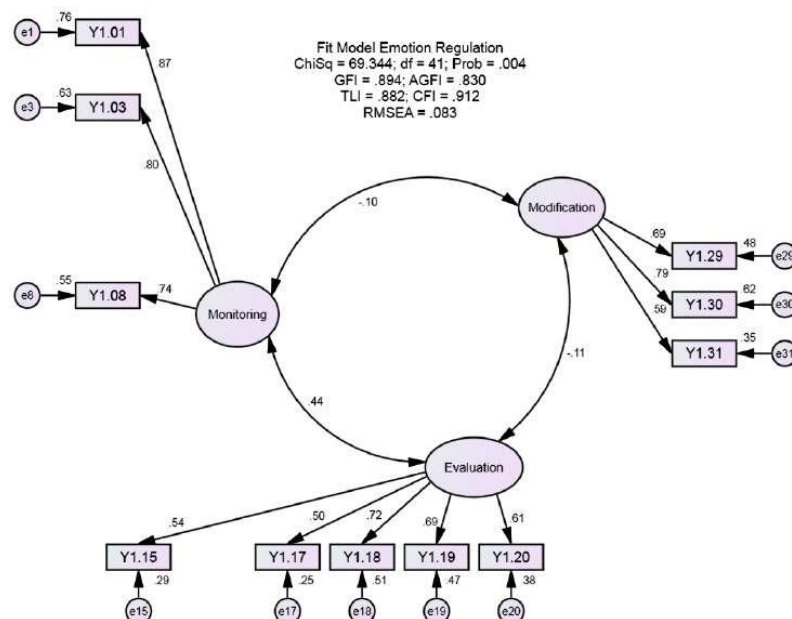 .76
e1
Y1.01
.87
Fit Model Emotion Regulation
ChiSq = 69.344; df = 41; Prob = .004
GFI = .894; AGFI = .830
TLI = .882; CFI = .912
RMSEA = .083
.63
e3
Y1.03
.80
-.10
Modification
.69
.48
Y1.29
e29
.79
.62
Y1.30
e30
.59
.35
Y1.31
e31
.55
e8
Y1.08
.74
Monitoring
-.11
.44
Evaluation
.54
.50
.72
.69
.61
Y1.15
Y1.17
Y1.18
Y1.19
Y1.20
.29
.25
.51
.47
.38
e15
e17
e18
e19
e20